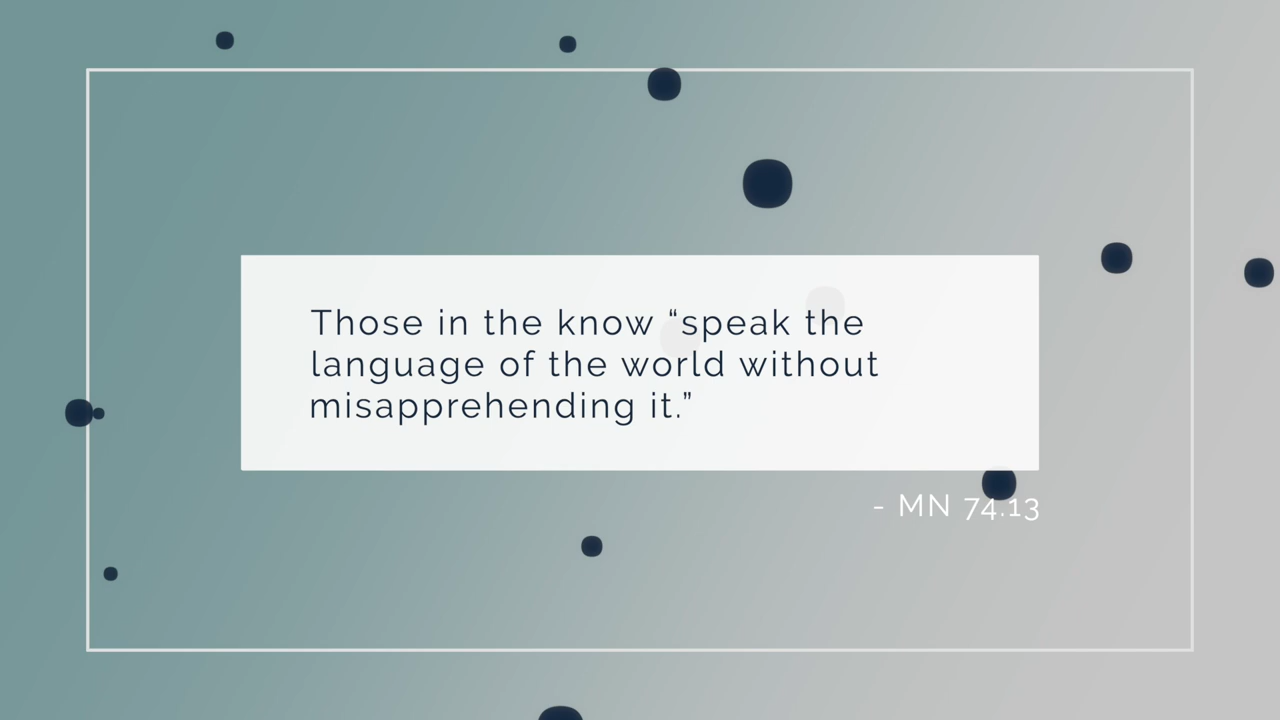 Those in the know “speak the
language of the world without
misapprehending it.”
- MN 74.13